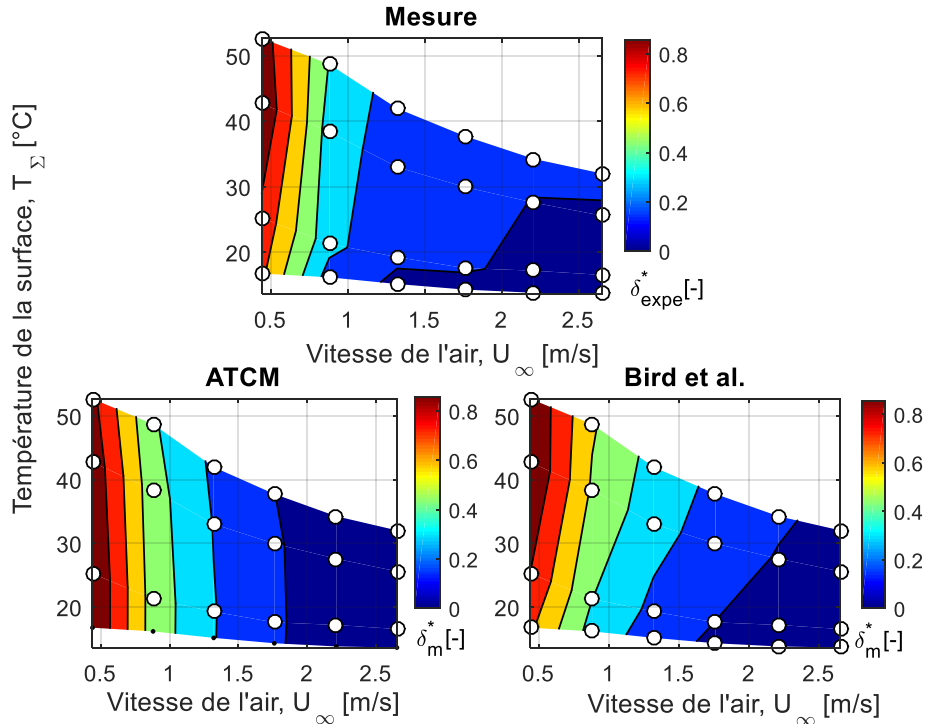 Mesure
Température de la surface, T_Σ [°C]
50
40
30
20
0.5 1 1.5 2 2.5
Vitesse de l'air, U_∞ [m/s]
0.8
0.6
0.4
0.2
0
δ*_expe[-]
ATCM
50
40
30
20
0.5 1 1.5 2 2.5
Vitesse de l'air, U_∞ [m/s]
0.8
0.6
0.4
0.2
0
δ*_m[-]
Bird et al.
50
40
30
20
0.5 1 1.5 2 2.5
Vitesse de l'air, U_∞ [m/s]
0.8
0.6
0.4
0.2
0
δ*_m[-]